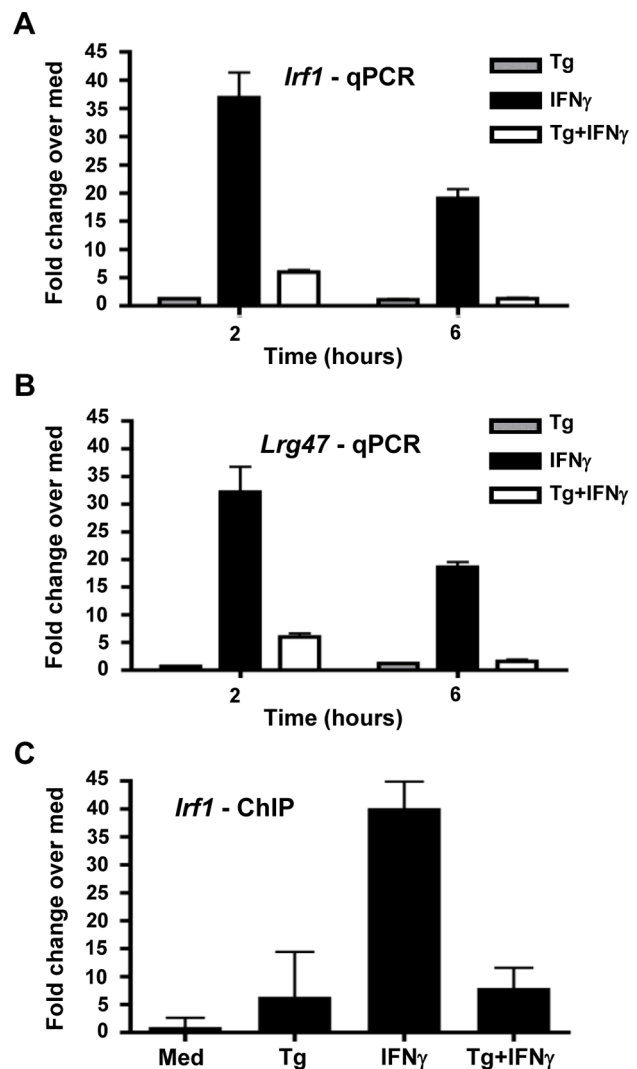 A
Irf1 - qPCR
Tg
IFNγ
Tg+IFNγ
Fold change over med
45
40
35
30
25
20
15
10
5
0
2 6
Time (hours)
B
Lrg47 - qPCR
Tg
IFNγ
Tg+IFNγ
Fold change over med
45
40
35
30
25
20
15
10
5
0
2 6
Time (hours)
C
Irf1 - ChIP
Fold change over med
45
40
35
30
25
20
15
10
5
0
Med Tg IFNγ Tg+IFNγ